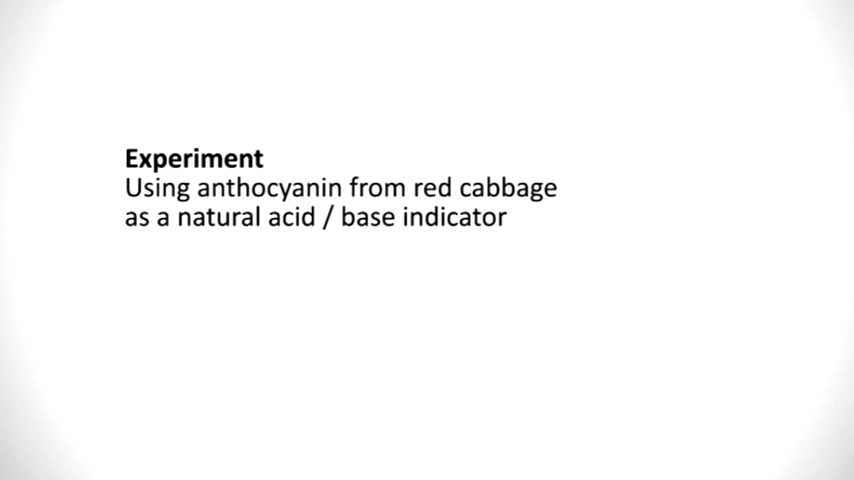 Experiment
Using anthocyanin from red cabbage
as a natural acid / base indicator